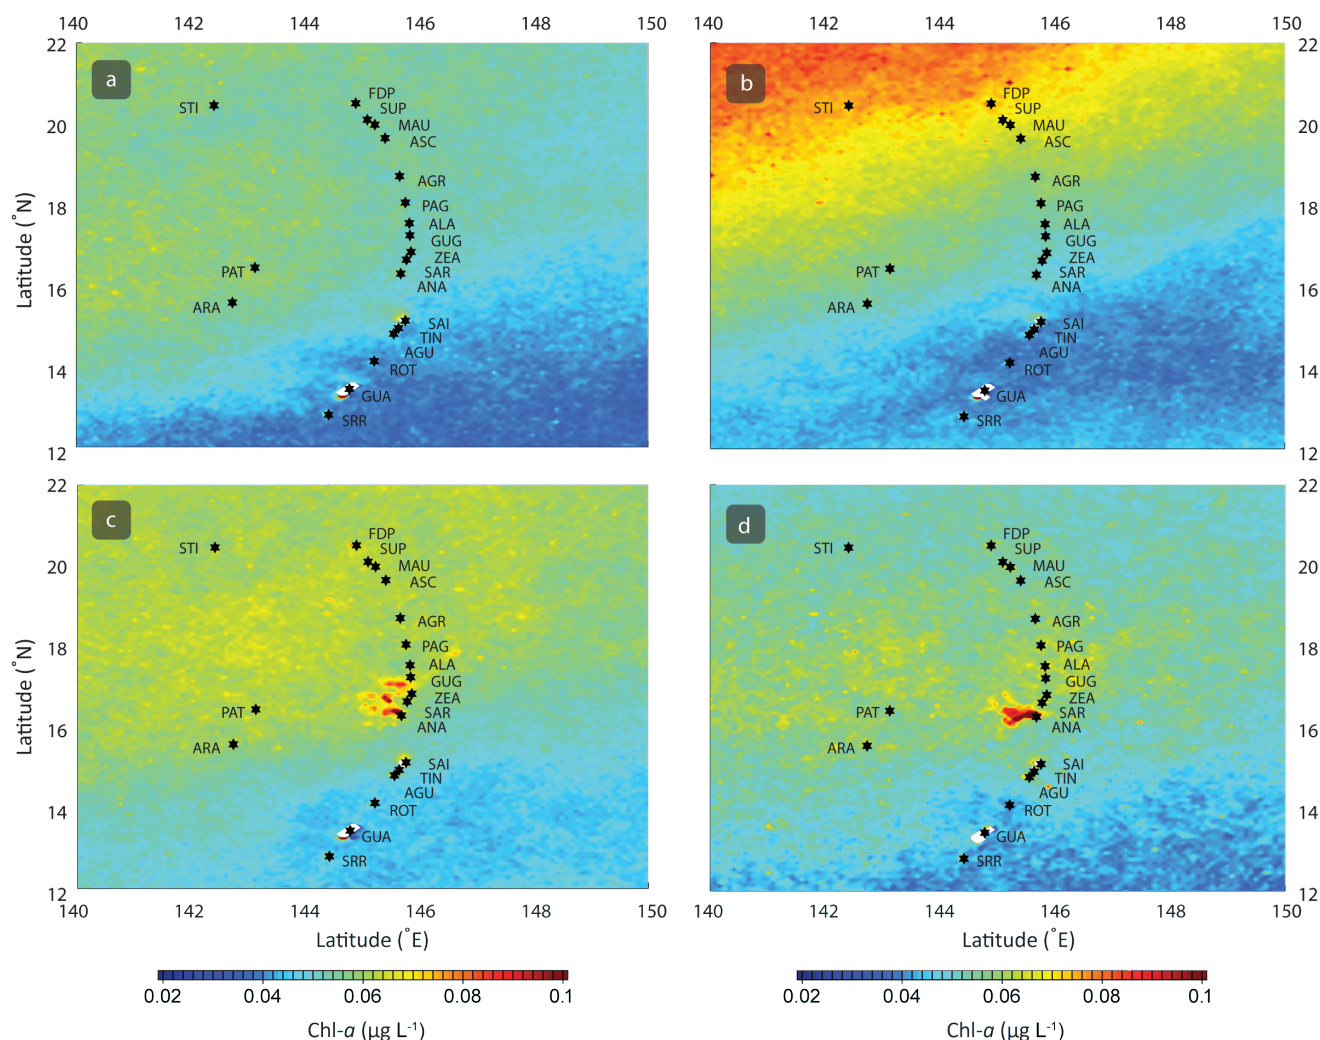 140 144 146 148 150
140 142 144 146 148 150
22 a STI FDP SUP MAU ASC AGR PAG ALA GUG ZEA SAR ANA PAT ARA SAI TIN AGU ROT GUA SRR
20
18
16
14
12
Latitude (°N)
b STI FDP SUP MAU ASC AGR PAG ALA GUG ZEA SAR ANA PAT ARA SAI TIN AGU ROT GUA SRR
22
20
18
16
14
12
22
20
18
16
14
12
Latitude (°N)
c STI FDP SUP MAU ASC AGR PAG ALA GUG ZEA SAR ANA PAT ARA SAI TIN AGU ROT GUA SRR
d STI FDP SUP MAU ASC AGR PAG ALA GUG ZEA SAR ANA PAT ARA SAI TIN AGU ROT GUA SRR
22
20
18
16
14
12
140 142 144 146 148 150
140 142 144 146 148 150
Latitude (°E)
Latitude (°E)
0.02 0.04 0.06 0.08 0.1
0.02 0.04 0.06 0.08 0.1
Chl-a (µg L-1)
Chl-a (µg L-1)